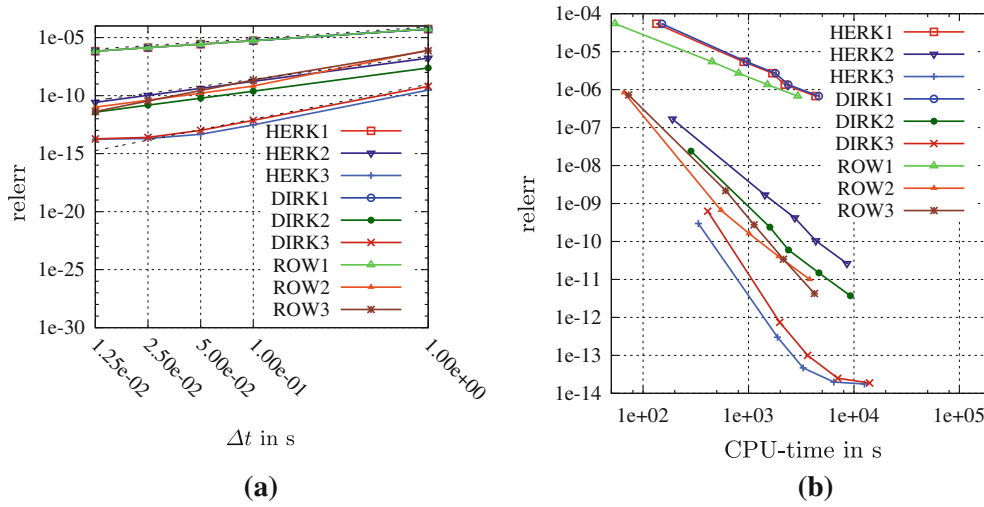 1e-05
1e-10
1e-15
1e-20
1e-25
1e-30
relerr
HERK1
HERK2
HERK3
DIRK1
DIRK2
DIRK3
ROW1
ROW2
ROW3
1.25e-02
2.50e-02
5.00e-02
1.00e-01
1.00e+00
Δt in s
(a)
1e-04
1e-05
1e-06
1e-07
1e-08
1e-09
1e-10
1e-11
1e-12
1e-13
1e-14
relerr
HERK1
HERK2
HERK3
DIRK1
DIRK2
DIRK3
ROW1
ROW2
ROW3
1e+02
1e+03
1e+04
1e+05
CPU-time in s
(b)